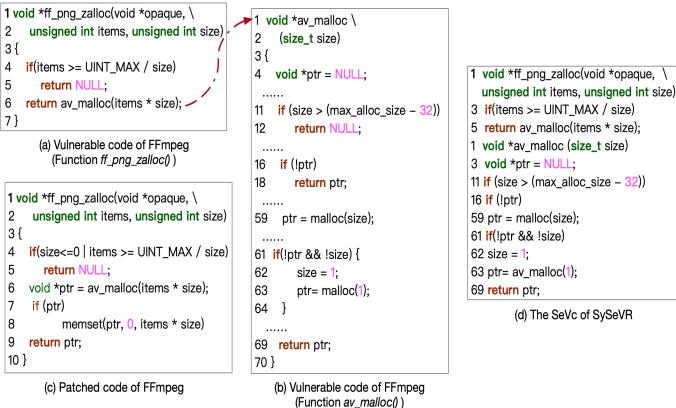 1 void *ff_png_zalloc(void *opaque, \
2 unsigned int items, unsigned int size)
3 {
4 if(items >= UINT_MAX / size)
5 return NULL;
6 return av_malloc(items * size);
7 }
(a) Vulnerable code of FFmpeg
(Function ff_png_zalloc() )
1 void *ff_png_zalloc(void *opaque, \
2 unsigned int items, unsigned int size)
3 {
4 if(size<=0 | items >= UINT_MAX / size)
5 return NULL;
6 void *ptr = av_malloc(items * size);
7 if (ptr)
8 memset(ptr, 0, items * size)
9 return ptr;
10 }
(c) Patched code of FFmpeg
1 void *av_malloc \
2 (size_t size)
3 {
4 void *ptr = NULL;
......
11 if (size > (max_alloc_size − 32))
12 return NULL;
......
16 if (!ptr)
18 return ptr;
......
59 ptr = malloc(size);
......
61 if(!ptr && !size) {
62 size = 1;
63 ptr= malloc(1);
64 }
......
69 return ptr;
70 }
(b) Vulnerable code of FFmpeg
(Function av_malloc() )
1 void *ff_png_zalloc(void *opaque, \
unsigned int items, unsigned int size)
3 if(items >= UINT_MAX / size)
5 return av_malloc(items * size);
1 void *av_malloc (size_t size)
3 void *ptr = NULL;
11 if (size > (max_alloc_size − 32))
16 if (!ptr)
59 ptr = malloc(size);
61 if(!ptr && !size)
62 size = 1;
63 ptr= av_malloc(1);
69 return ptr;
(d) The SeVc of SySeVR